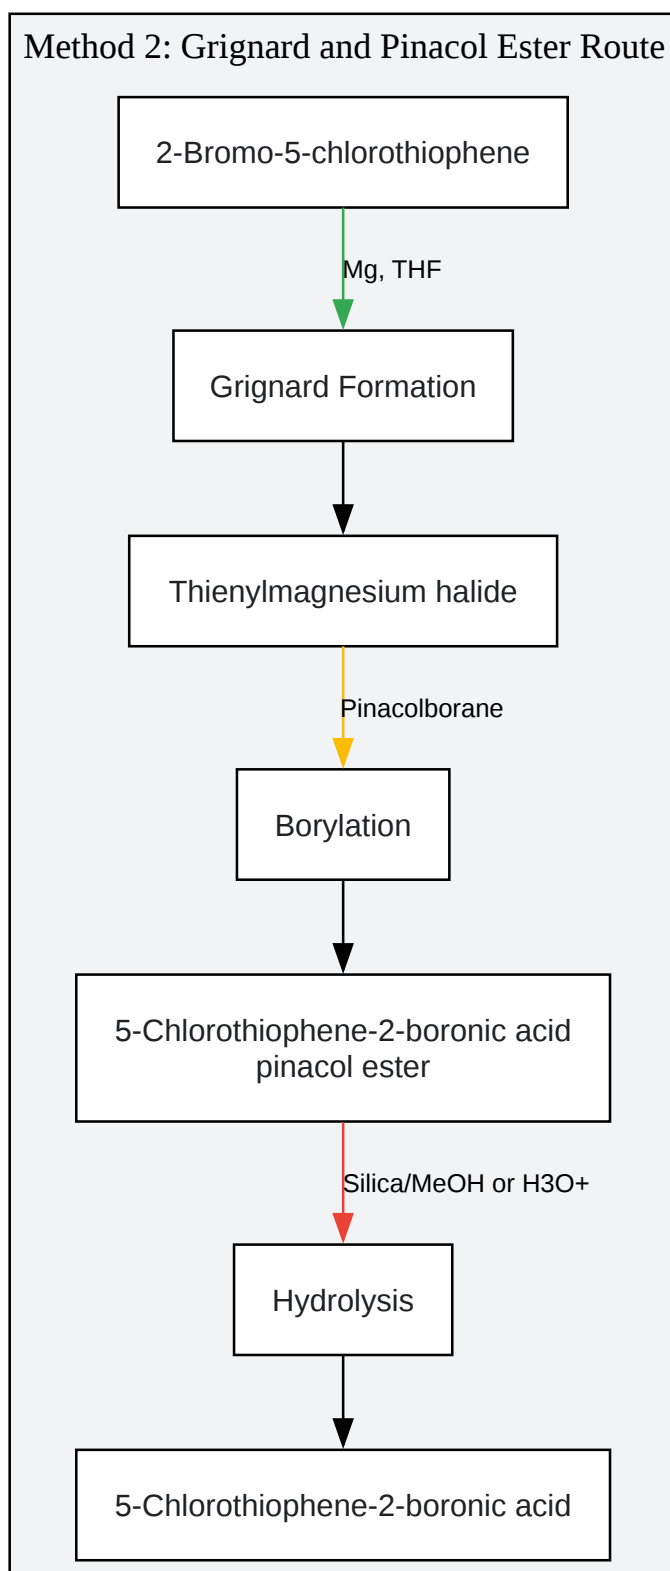 Method 2: Grignard and Pinacol Ester Route
2-Bromo-5-chlorothiophene
Mg, THF
Grignard Formation
Thienylmagnesium halide
Pinacolborane
Borylation
5-Chlorothiophene-2-boronic acid
pinacol ester
Silica/MeOH or H3O+
Hydrolysis
5-Chlorothiophene-2-boronic acid